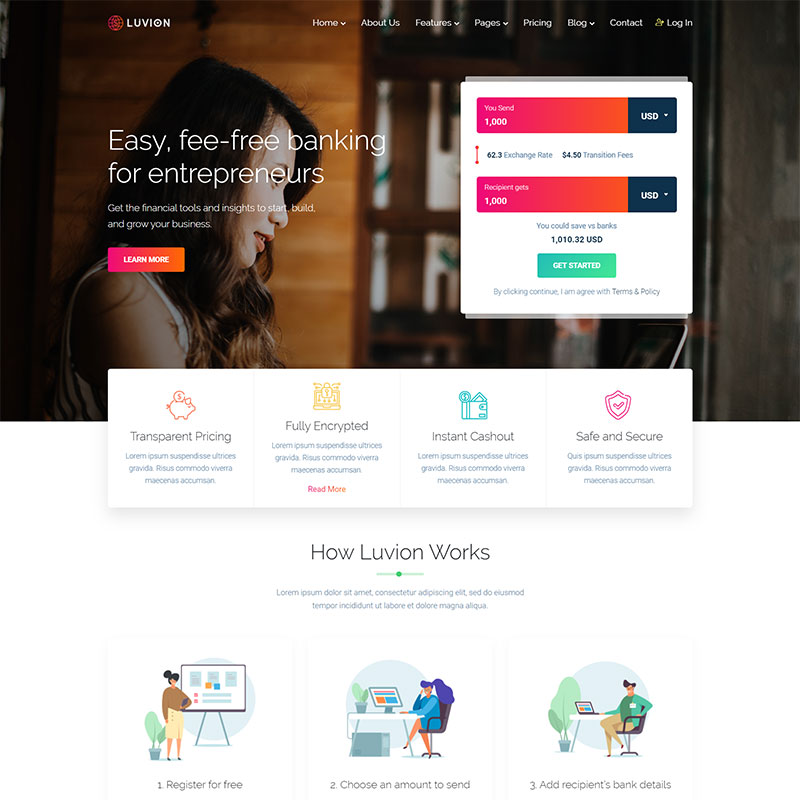 LUVION
Home About Us Features Pages Pricing Blog Contact Log In
Easy, fee-free banking
for entrepreneurs
Get the financial tools and insights to start, build,
and grow your business.
LEARN MORE
You Send
1,000
USD
62.3 Exchange Rate $4.50 Transition Fees
Recipient gets
1,000
USD
You could save vs banks
1,010.32 USD
GET STARTED
By clicking continue, I am agree with Terms & Policy
Transparent Pricing
Lorem ipsum suspendisse ultrices
gravida. Risus commodo viverra
maecenas accumsan.
Fully Encrypted
Lorem ipsum suspendisse ultrices
gravida. Risus commodo viverra
maecenas accumsan.
Read More
Instant Cashout
Lorem ipsum suspendisse ultrices
gravida. Risus commodo viverra
maecenas accumsan.
Safe and Secure
Quis ipsum suspendisse ultrices
gravida. Risus commodo viverra
maecenas accumsan.
How Luvion Works
Lorem ipsum dolor sit amet, consectetur adipiscing elit, sed do eiusmod
tempor incididunt ut labore et dolore magna aliqua.
1. Register for free
2. Choose an amount to send
3. Add recipient's bank details